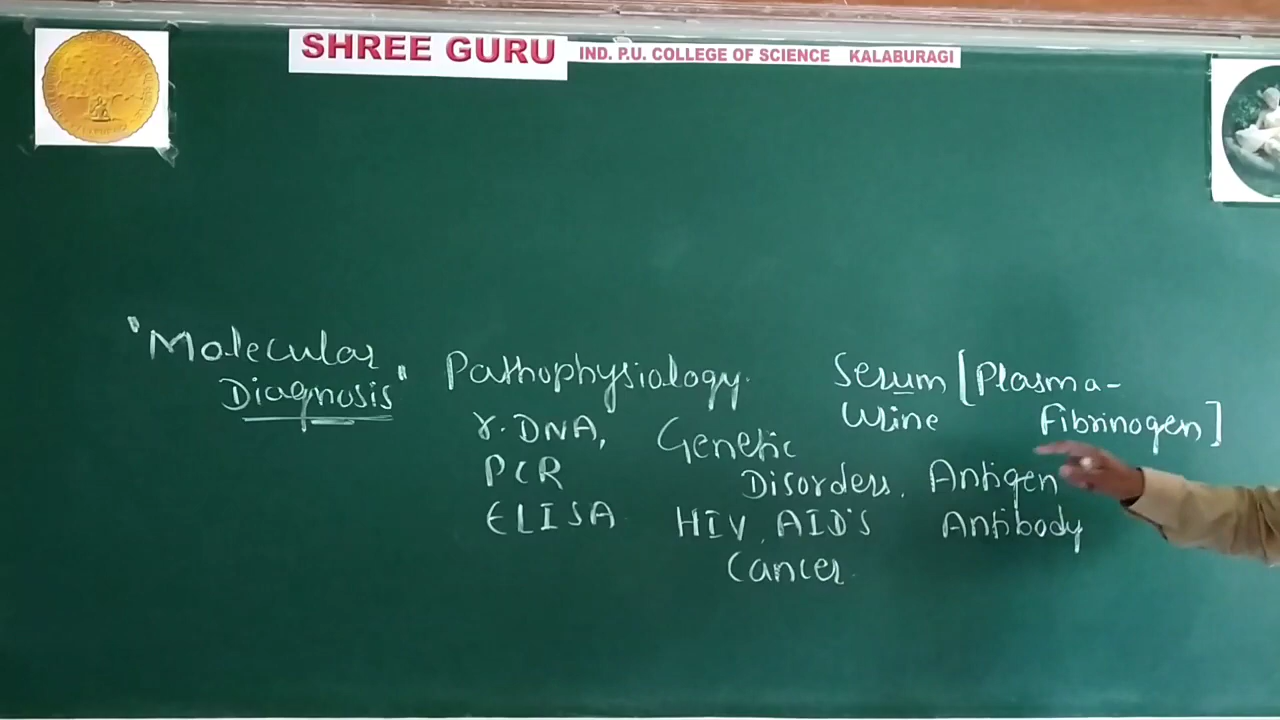 SHREE GURU IND. P.U. COLLEGE OF SCIENCE KALABURAGI
"Molecular
Diagnosis"
Pathophysiology.
r.DNA,
PCR
ELISA
Genetic
Disorders.
HIV, AID'S
Cancer.
Serum [Plasma-
Fibrinogen]
Urine
Antigen
Antibody